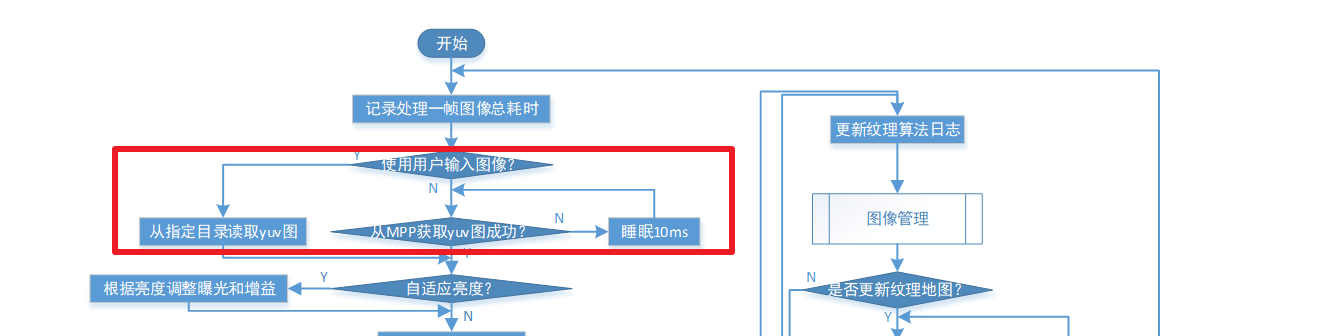 开始
记录处理一帧图像总耗时
Y
使用用户输入图像?
N
从指定目录读取yuv图
从MPP获取yuv图成功?
N
睡眠10ms
Y
自适应亮度?
Y
根据亮度调整曝光和增益
N
更新纹理算法日志
图像管理
是否更新纹理地图?
N
Y